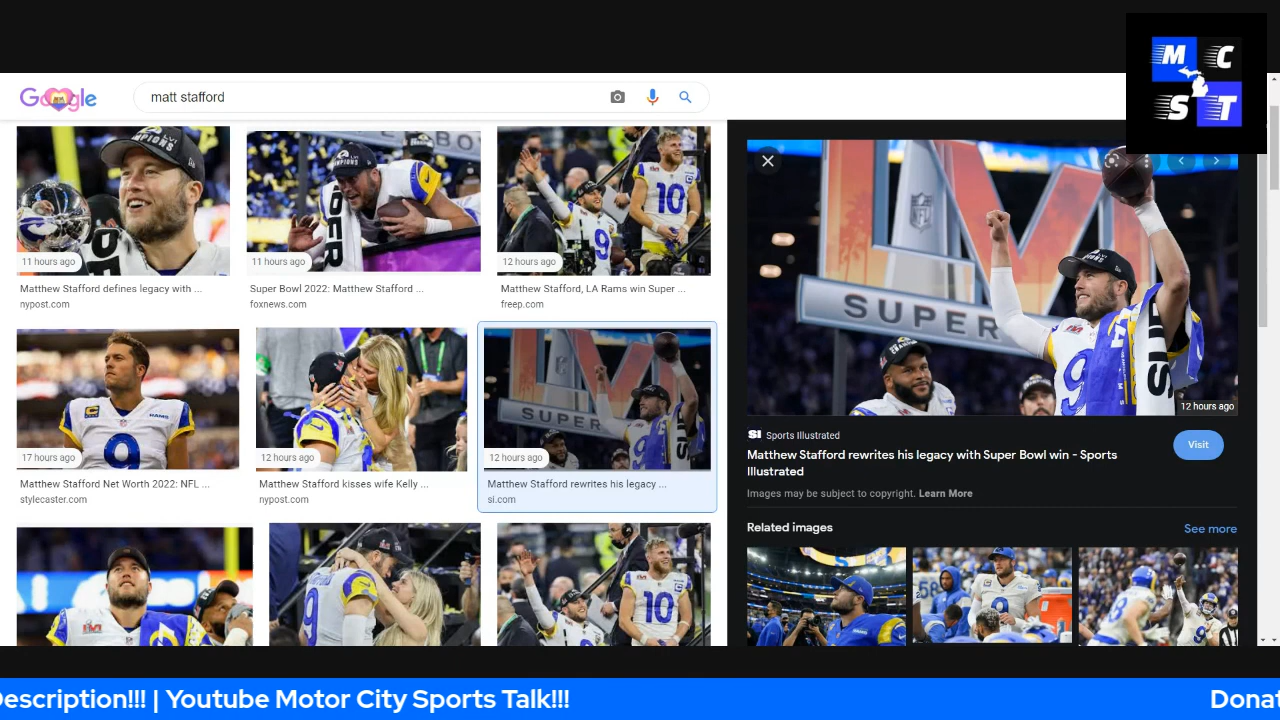 M C
S T
Google
matt stafford
11 hours ago
11 hours ago
12 hours ago
Matthew Stafford defines legacy with ...
nypost.com
Super Bowl 2022: Matthew Stafford ...
foxnews.com
Matthew Stafford, LA Rams win Super ...
freep.com
17 hours ago
12 hours ago
12 hours ago
Matthew Stafford Net Worth 2022: NFL ...
stylecaster.com
Matthew Stafford kisses wife Kelly ...
nypost.com
Matthew Stafford rewrites his legacy ...
si.com
NFL
SUPER
12 hours ago
SI Sports Illustrated
Visit
Matthew Stafford rewrites his legacy with Super Bowl win - Sports
Illustrated
Images may be subject to copyright. Learn More
Related images
See more
Description!!! | Youtube Motor City Sports Talk!!!
Donat